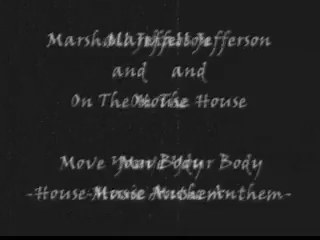 Marshall Jefferson
and
On The House
Move Your Body
-House Music Anthem-